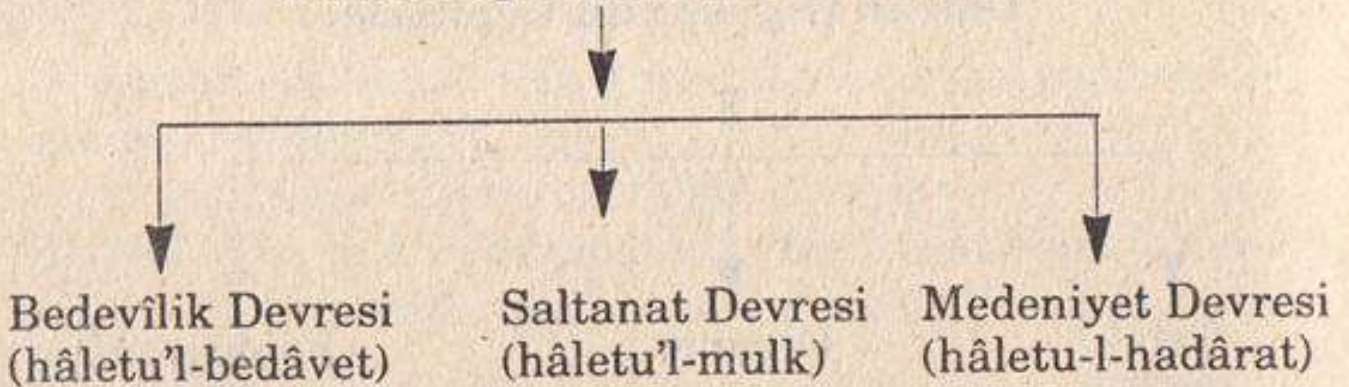 Bedevîlik Devresi
(hâletu'l-bedâvet)
Saltanat Devresi
(hâletu'l-mulk)
Medeniyet Devresi
(hâletu-l-hadârat)